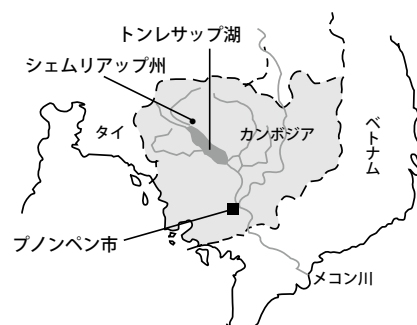 トンレサップ湖
シェムリアップ州
タイ
カンボジア
ベトナム
プノンペン市
メコン川